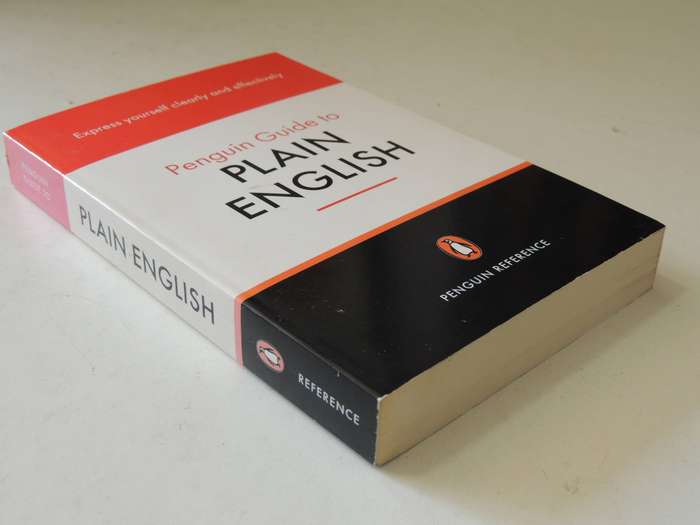 Express yourself clearly and effectively
Penguin Guide to
PLAIN
ENGLISH
PENGUIN REFERENCE
PENGUIN
GUIDE TO
PLAIN ENGLISH
REFERENCE